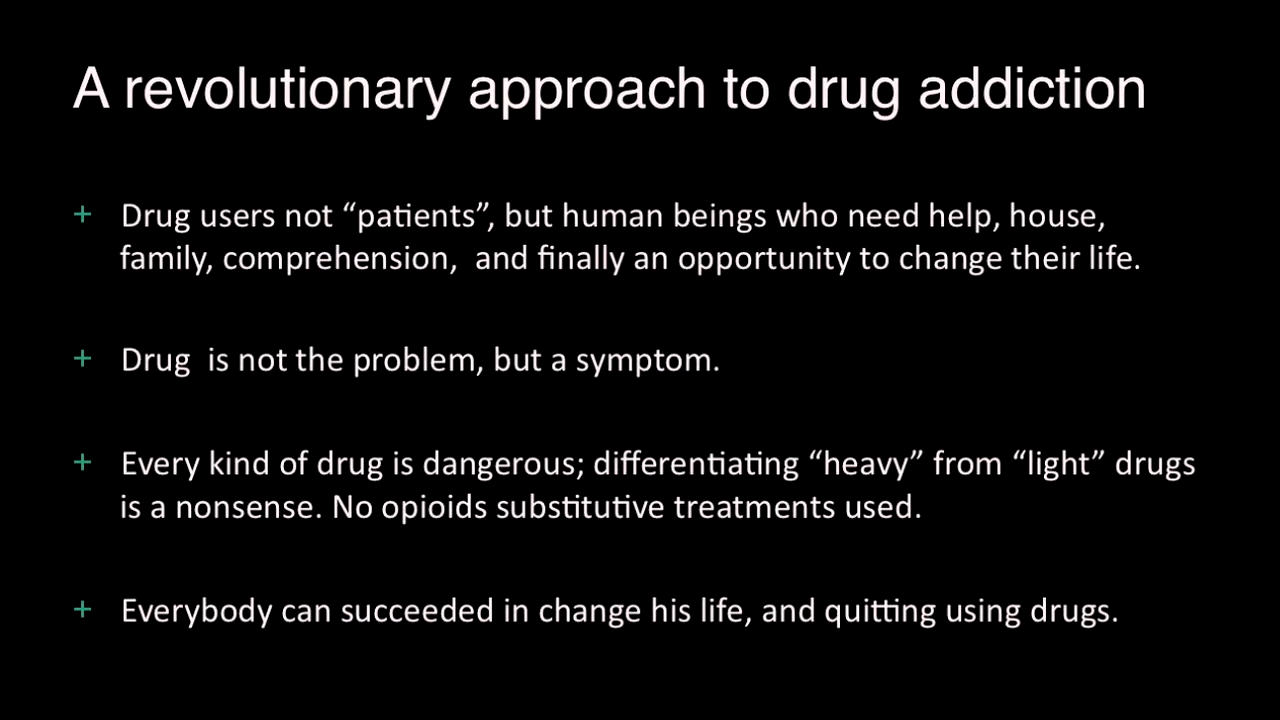 A revolutionary approach to drug addiction
+ Drug users not “patients”, but human beings who need help, house,
family, comprehension,  and finally an opportunity to change their life.
+ Drug  is not the problem, but a symptom.
+ Every kind of drug is dangerous; differentiating “heavy” from “light” drugs
is a nonsense. No opioids substitutive treatments used.
+ Everybody can succeeded in change his life, and quitting using drugs.